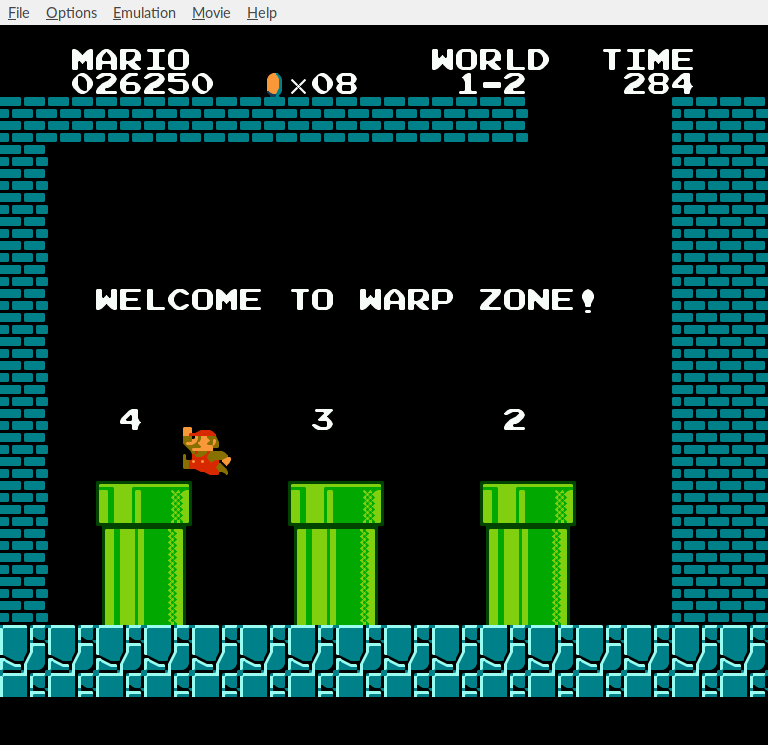 File Options Emulation Movie Help
MARIO WORLD TIME
026250 ×08 1-2 284
WELCOME TO WARP ZONE!
4 3 2